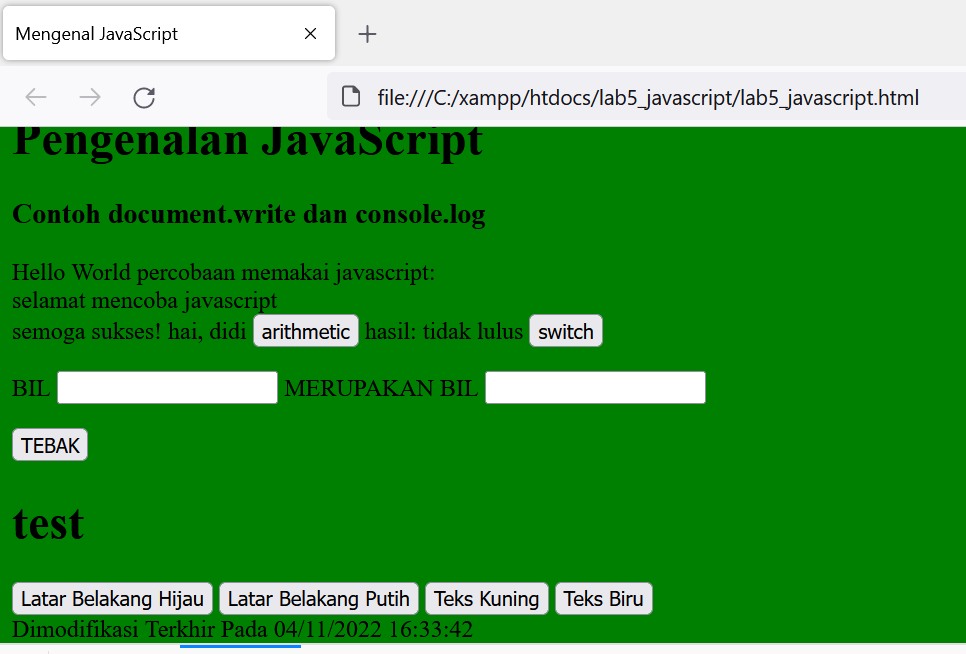 Mengenal JavaScript
file:///C:/xampp/htdocs/lab5_javascript/lab5_javascript.html
Pengenalan JavaScript
Contoh document.write dan console.log
Hello World percobaan memakai javascript:
selamat mencoba javascript
semoga sukses! hai, didi arithmetic hasil: tidak lulus switch
BIL MERUPAKAN BIL
TEBAK
test
Latar Belakang Hijau Latar Belakang Putih Teks Kuning Teks Biru
Dimodifikasi Terkhir Pada 04/11/2022 16:33:42